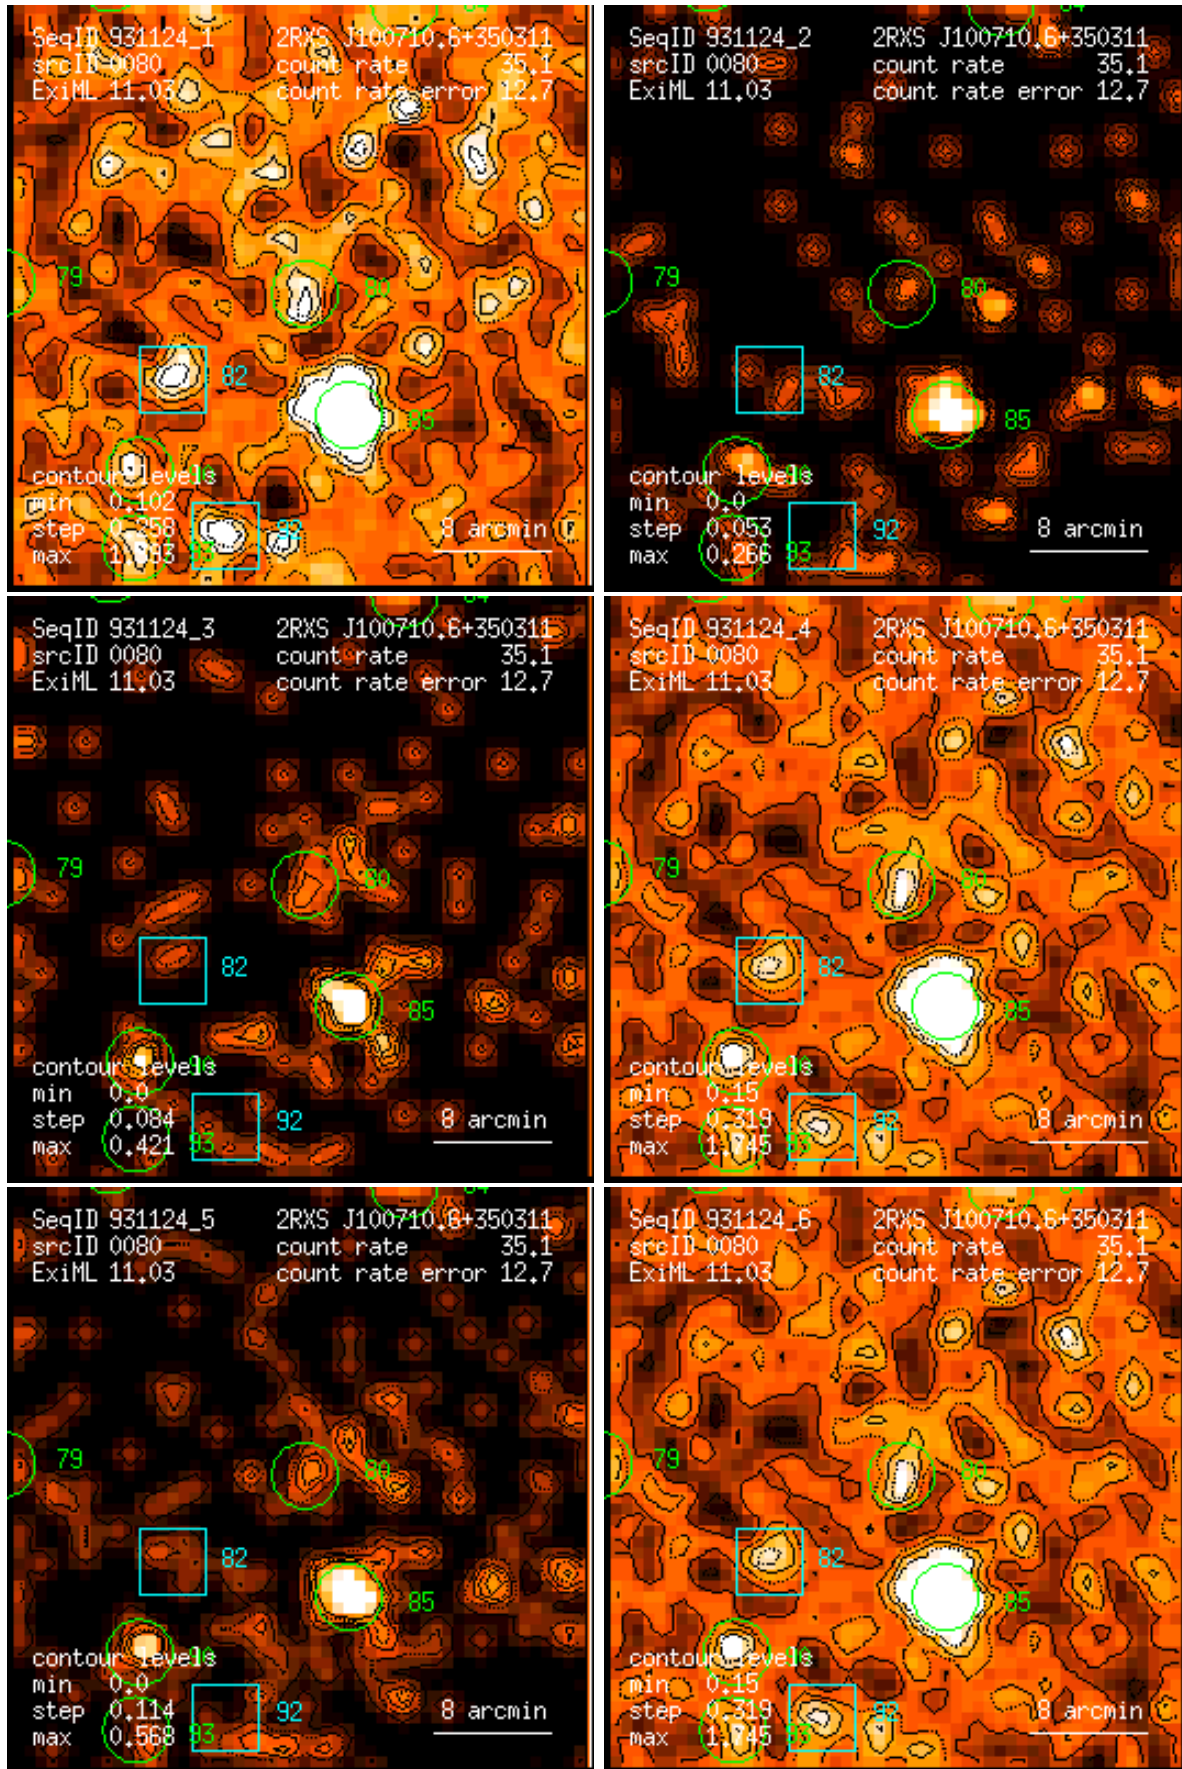 84
SeqID 931124_1 2RXS J100710.6+350311
srcID 0080 count rate 35.1
ExiML 11.03 count rate error 12.7
79
80
82
85
contour levels
min 0.102
step 0.258 92 8 arcmin
max 93
84
SeqID 931124_2 2RXS J100710.6+350311
srcID 0080 count rate 35.1
ExiML 11.03 count rate error 12.7
79
80
82
85
contour levels
min 0.0
step 0.053 92 8 arcmin
max 0.266 93
84
SeqID 931124_3 2RXS J100710.6+350311
srcID 0080 count rate 35.1
ExiML 11.03 count rate error 12.7
79
80
82
85
contour levels
min 0.0
step 0.084 92 8 arcmin
max 0.421 93
84
SeqID 931124_4 2RXS J100710.6+350311
srcID 0080 count rate 35.1
ExiML 11.03 count rate error 12.7
79
80
82
85
contour levels
min 0.15
step 0.319 92 8 arcmin
max 1.745 93
84
SeqID 931124_5 2RXS J100710.6+350311
srcID 0080 count rate 35.1
ExiML 11.03 count rate error 12.7
79
80
82
85
contour levels
min 0.0
step 0.114 92 8 arcmin
max 0.568 93
84
SeqID 931124_6 2RXS J100710.6+350311
srcID 0080 count rate 35.1
ExiML 11.03 count rate error 12.7
79
80
82
85
contour levels
min 0.15
step 0.319 92 8 arcmin
max 1.745 93